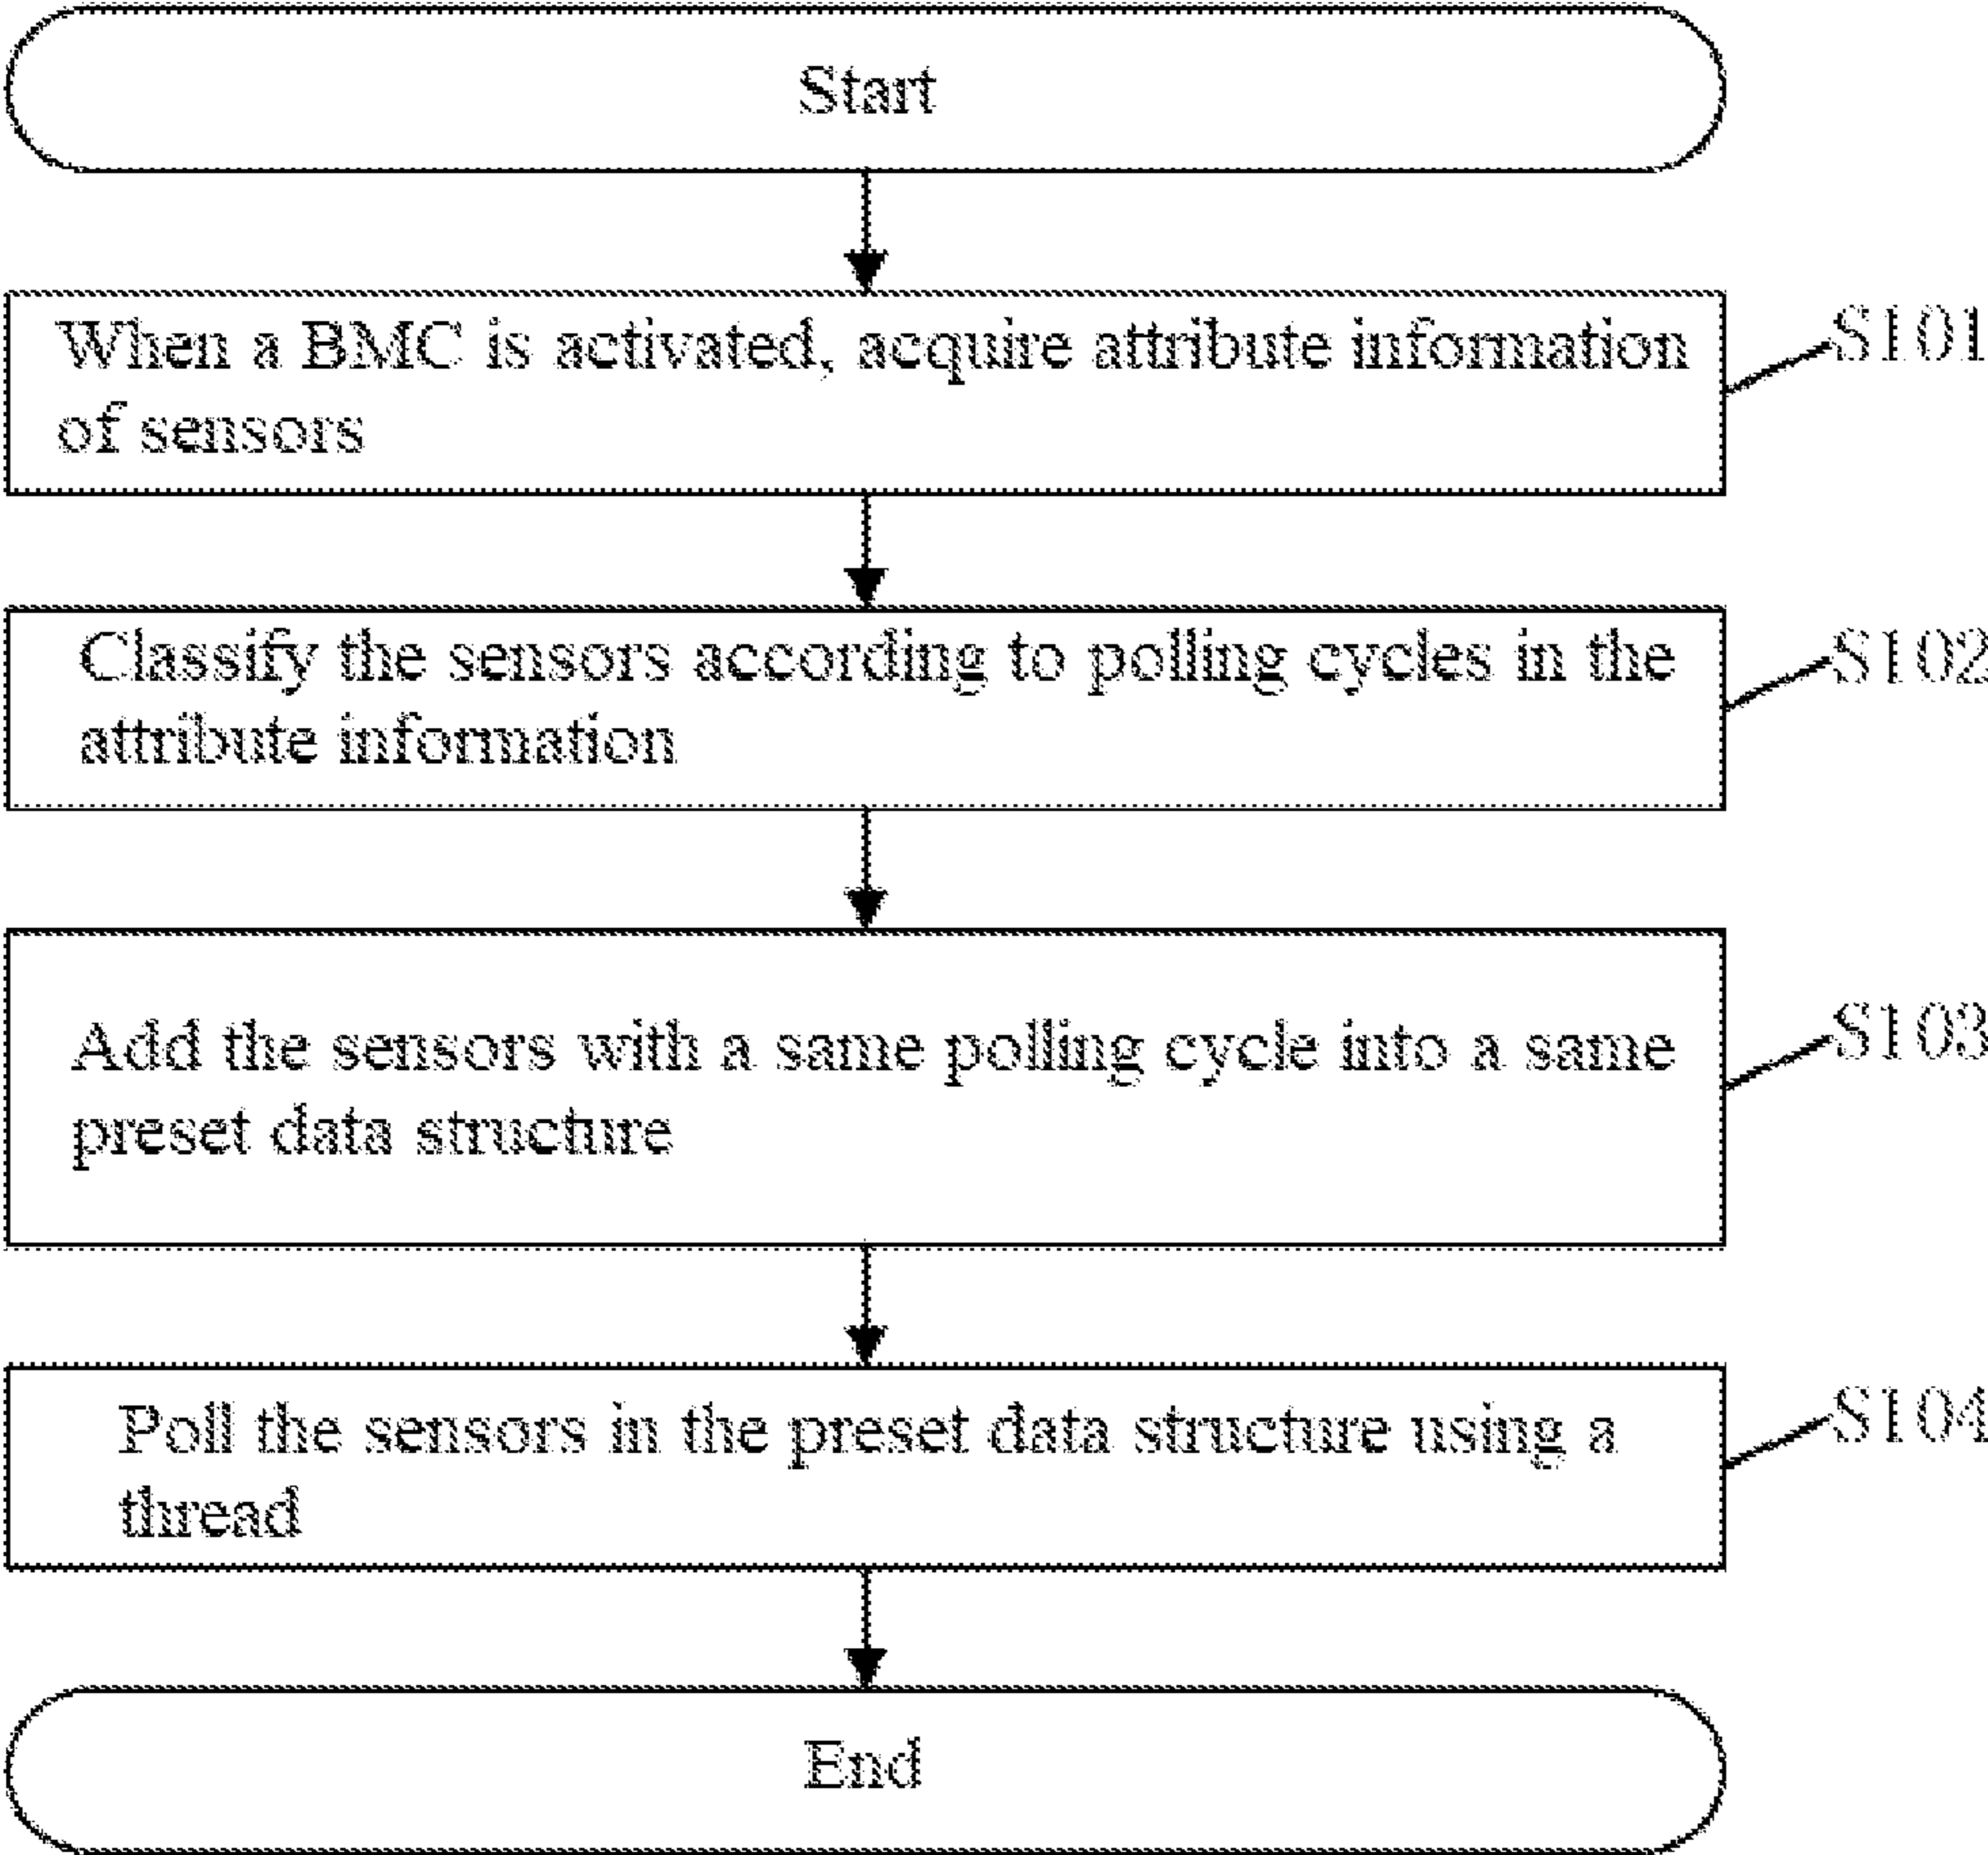 Start
When a BMC is activated, acquire attribute information
of sensors
S101
Classify the sensors according to polling cycles in the
attribute information
S102
Add the sensors with a same polling cycle into a same
preset data structure
S103
Poll the sensors in the preset data structure using a
thread
S104
End